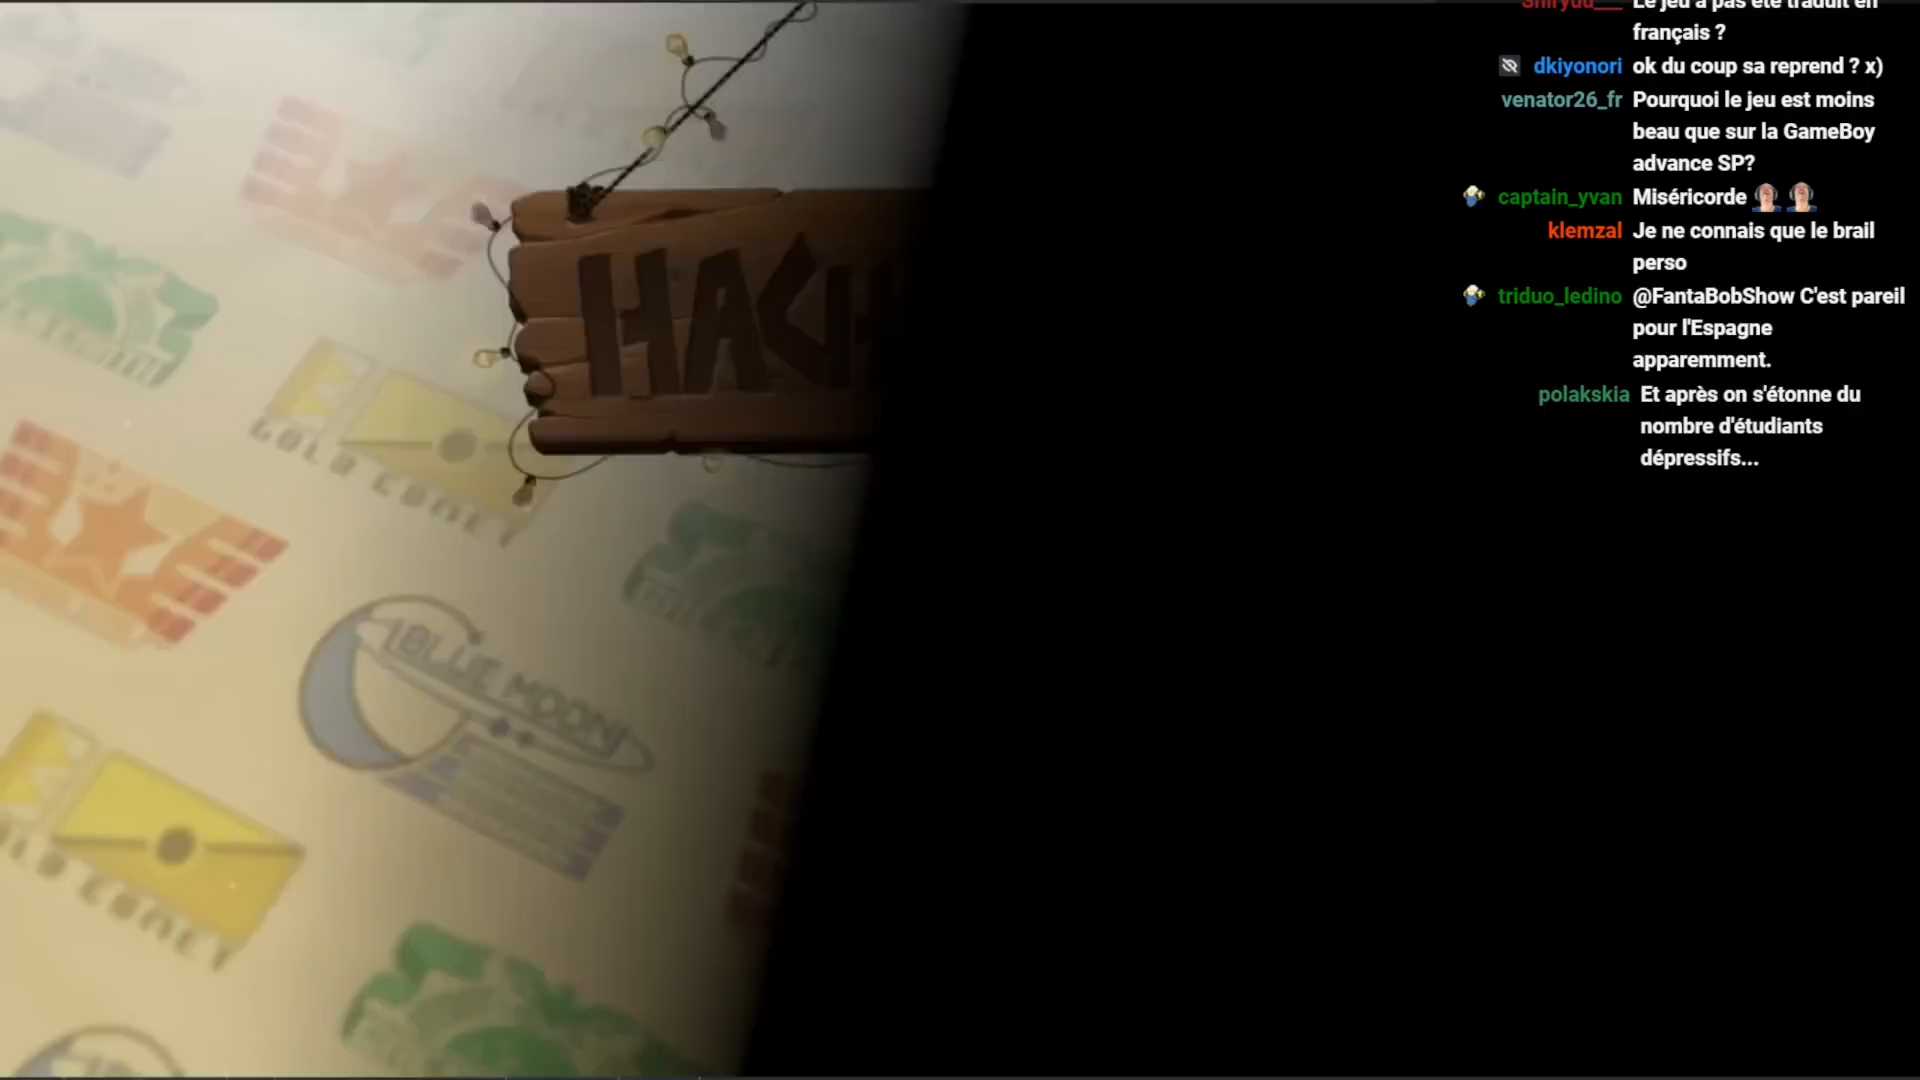 HACH
GOLD COMET
BLUE MOON
GOLD COMET
Le jeu a pas été traduit en
français ?
dkiyonori ok du coup sa reprend ? x)
venator26_fr Pourquoi le jeu est moins
beau que sur la GameBoy
advance SP?
captain_yvan Miséricorde
klemzal Je ne connais que le brail
perso
triduo_ledino @FantaBobShow C'est pareil
pour l'Espagne
apparemment.
polakskia Et après on s'étonne du
nombre d'étudiants
dépressifs...